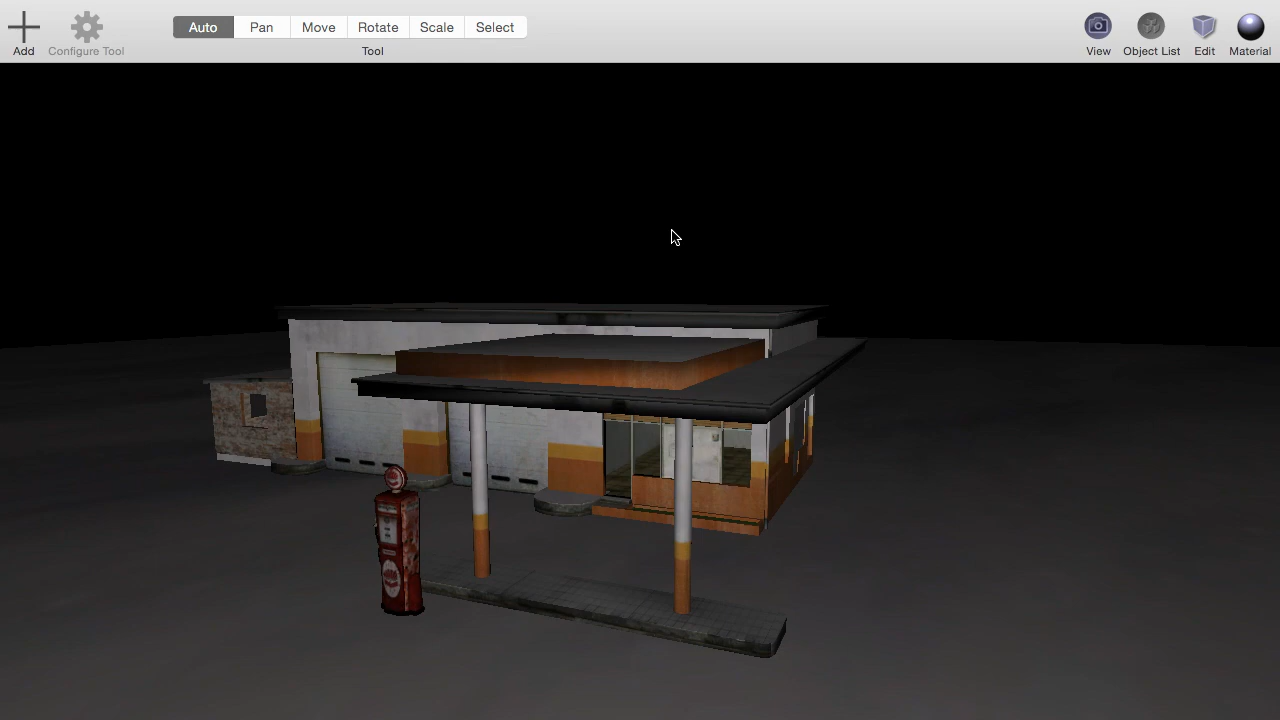 Add
Configure Tool
Auto
Pan
Move
Rotate
Scale
Select
Tool
View
Object List
Edit
Material